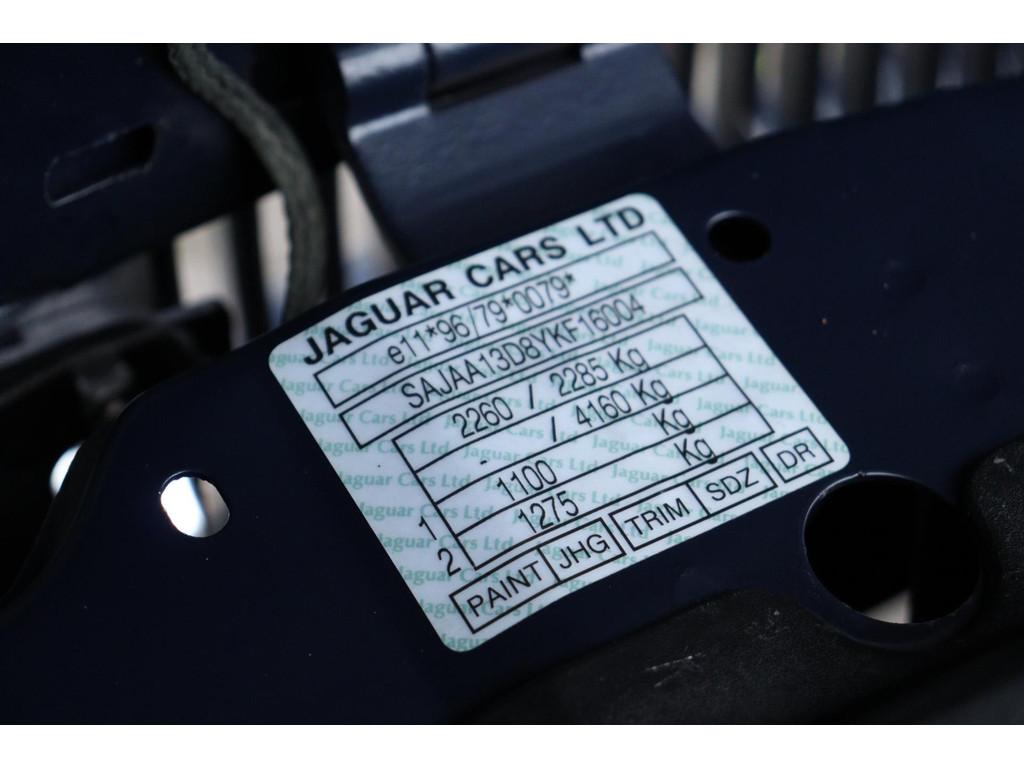 JAGUAR CARS LTD
e11*96/79*0079*
SAJAA13D8YKF16004
2260 / 2285 Kg
- / 4160 Kg
1 1100 Kg
2 1275 Kg
PAINT JHG TRIM SDZ DR